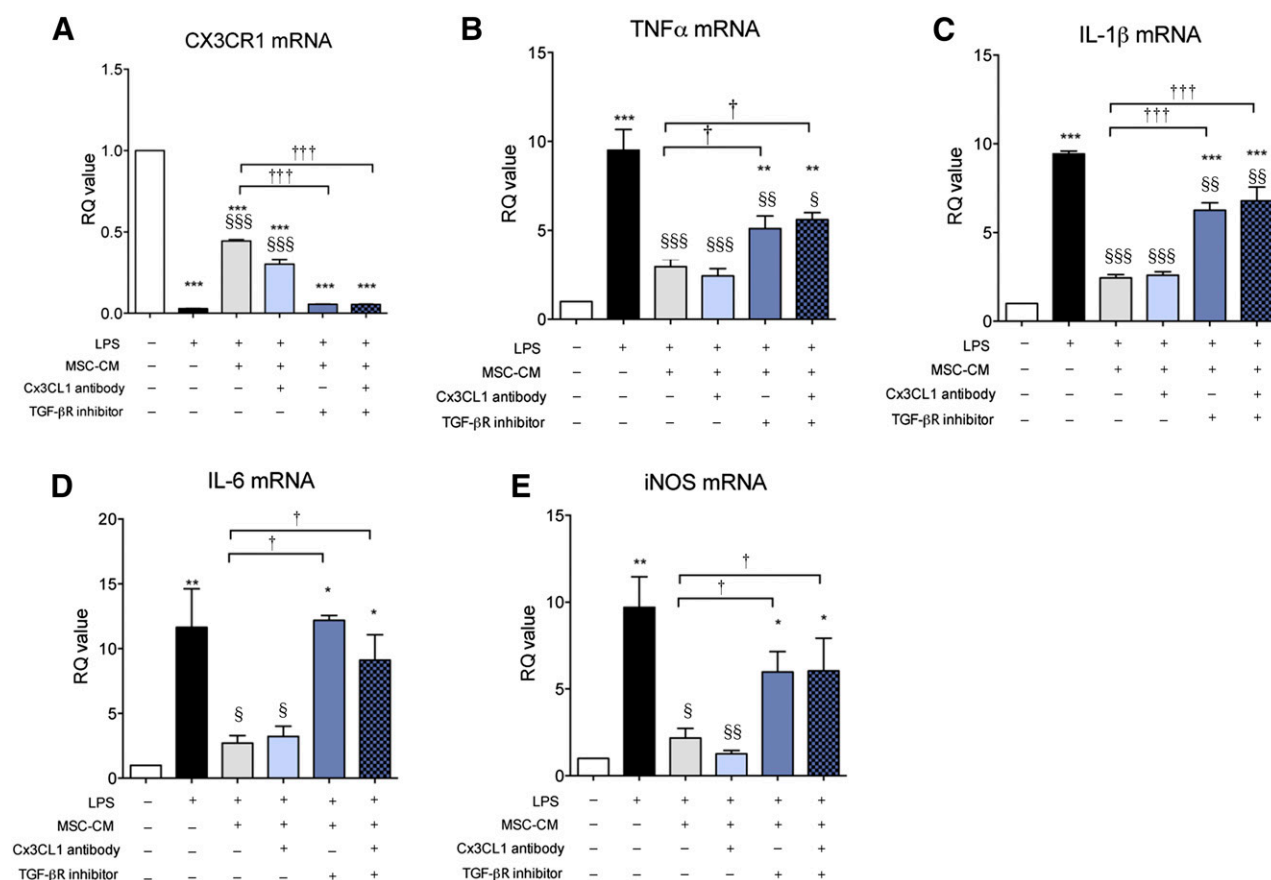 A
CX3CR1 mRNA
RQ value
1.0
0.5
0.0
†††
†††
***
***
§§§
***
§§§
***
***
LPS – + + + + +
MSC-CM – – + + + +
Cx3CL1 antibody – – – + – +
TGF-βR inhibitor – – – – + +
B
TNFα mRNA
RQ value
15
10
5
0
†
†
***
§§§
§§§
**
§§
**
§
LPS – + + + + +
MSC-CM – – + + + +
Cx3CL1 antibody – – – + – +
TGF-βR inhibitor – – – – + +
C
IL-1β mRNA
RQ value
15
10
5
0
†††
†††
***
§§§
§§§
***
§§
***
§§
LPS – + + + + +
MSC-CM – – + + + +
Cx3CL1 antibody – – – + – +
TGF-βR inhibitor – – – – + +
D
IL-6 mRNA
RQ value
20
15
10
5
0
†
†
**
§
§
*
*
LPS – + + + + +
MSC-CM – – + + + +
Cx3CL1 antibody – – – + – +
TGF-βR inhibitor – – – – + +
E
iNOS mRNA
RQ value
15
10
5
0
†
†
**
§
§§
*
*
LPS – + + + + +
MSC-CM – – + + + +
Cx3CL1 antibody – – – + – +
TGF-βR inhibitor – – – – + +